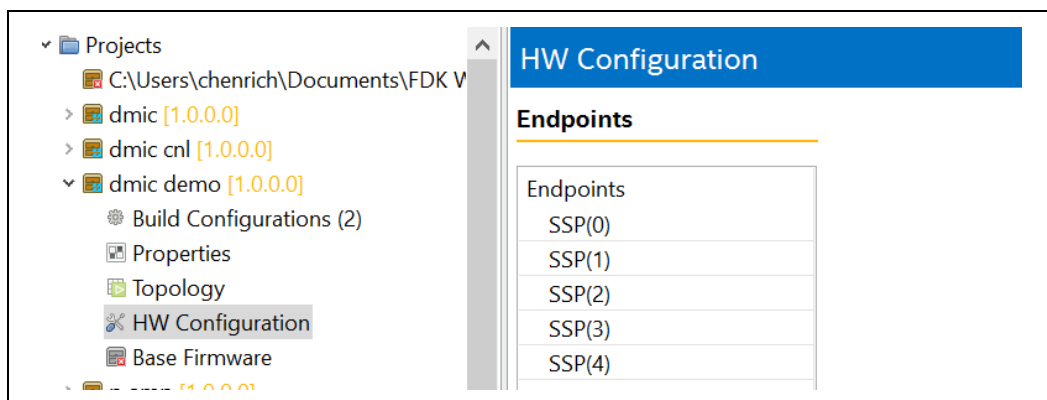 Projects
C:\Users\chenrich\Documents\FDK
dmic [1.0.0.0]
dmic cnl [1.0.0.0]
dmic demo [1.0.0.0]
Build Configurations (2)
Properties
Topology
HW Configuration
Base Firmware
HW Configuration
Endpoints
Endpoints
SSP(0)
SSP(1)
SSP(2)
SSP(3)
SSP(4)